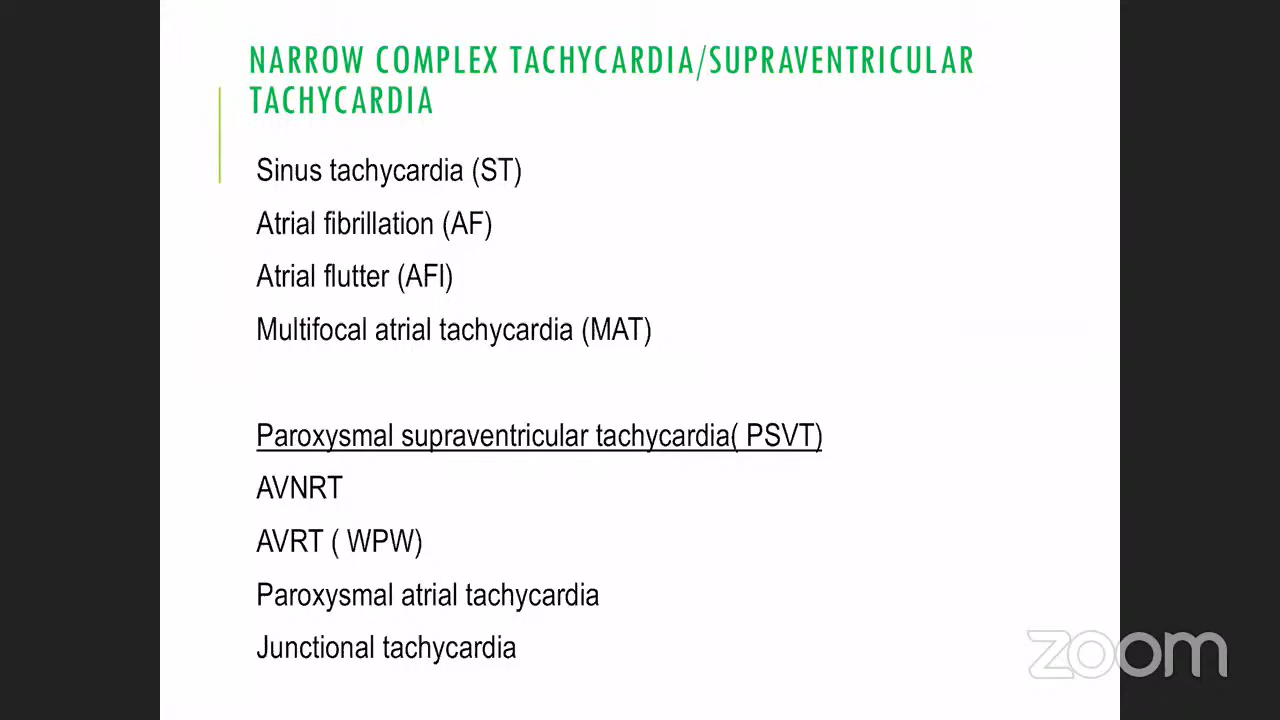 NARROW COMPLEX TACHYCARDIA/SUPRAVENTRICULAR
TACHYCARDIA
Sinus tachycardia (ST)
Atrial fibrillation (AF)
Atrial flutter (AFl)
Multifocal atrial tachycardia (MAT)
Paroxysmal supraventricular tachycardia( PSVT)
AVNRT
AVRT ( WPW)
Paroxysmal atrial tachycardia
Junctional tachycardia
zoom